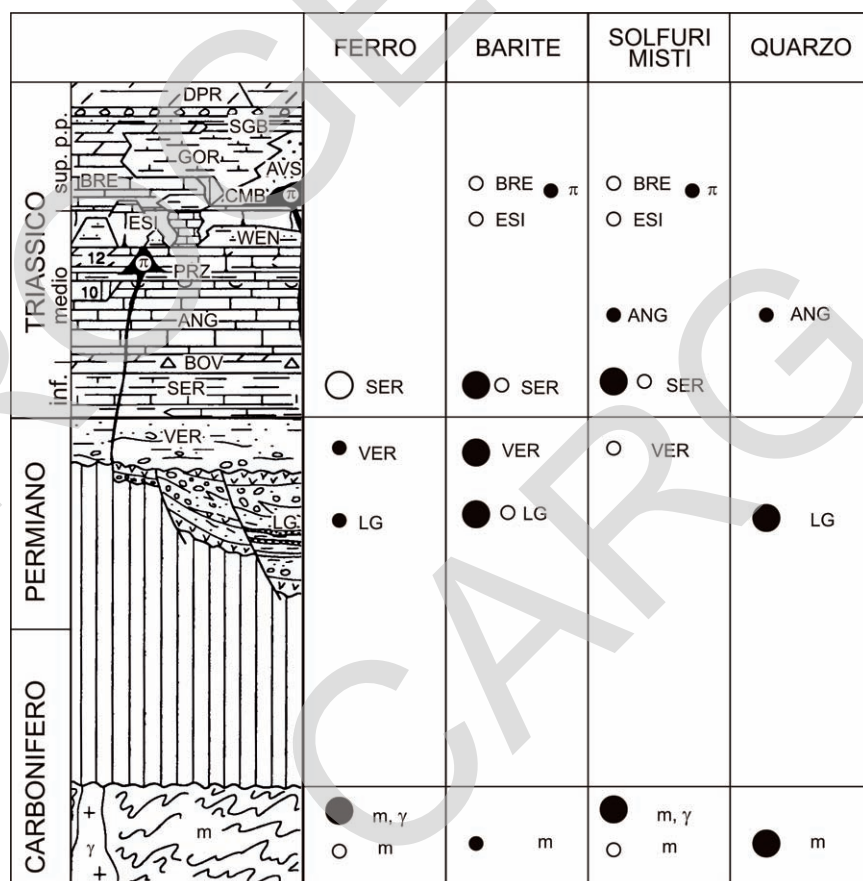 FERRO BARITE SOLFURI MISTI QUARZO
TRIASSICO
sup. p.p.
medio
inf.
PERMIANO
CARBONIFERO
DPR
SGB
GOR
AVS
BRE
CMB π
ESI
WEN
12
π PRZ
10
ANG
BOV
SER
VER
LG
m
γ
BRE π BRE π
ESI ESI
ANG ANG
SER SER SER
VER VER VER
LG LG LG
m, γ m, γ
m m m m
CARG